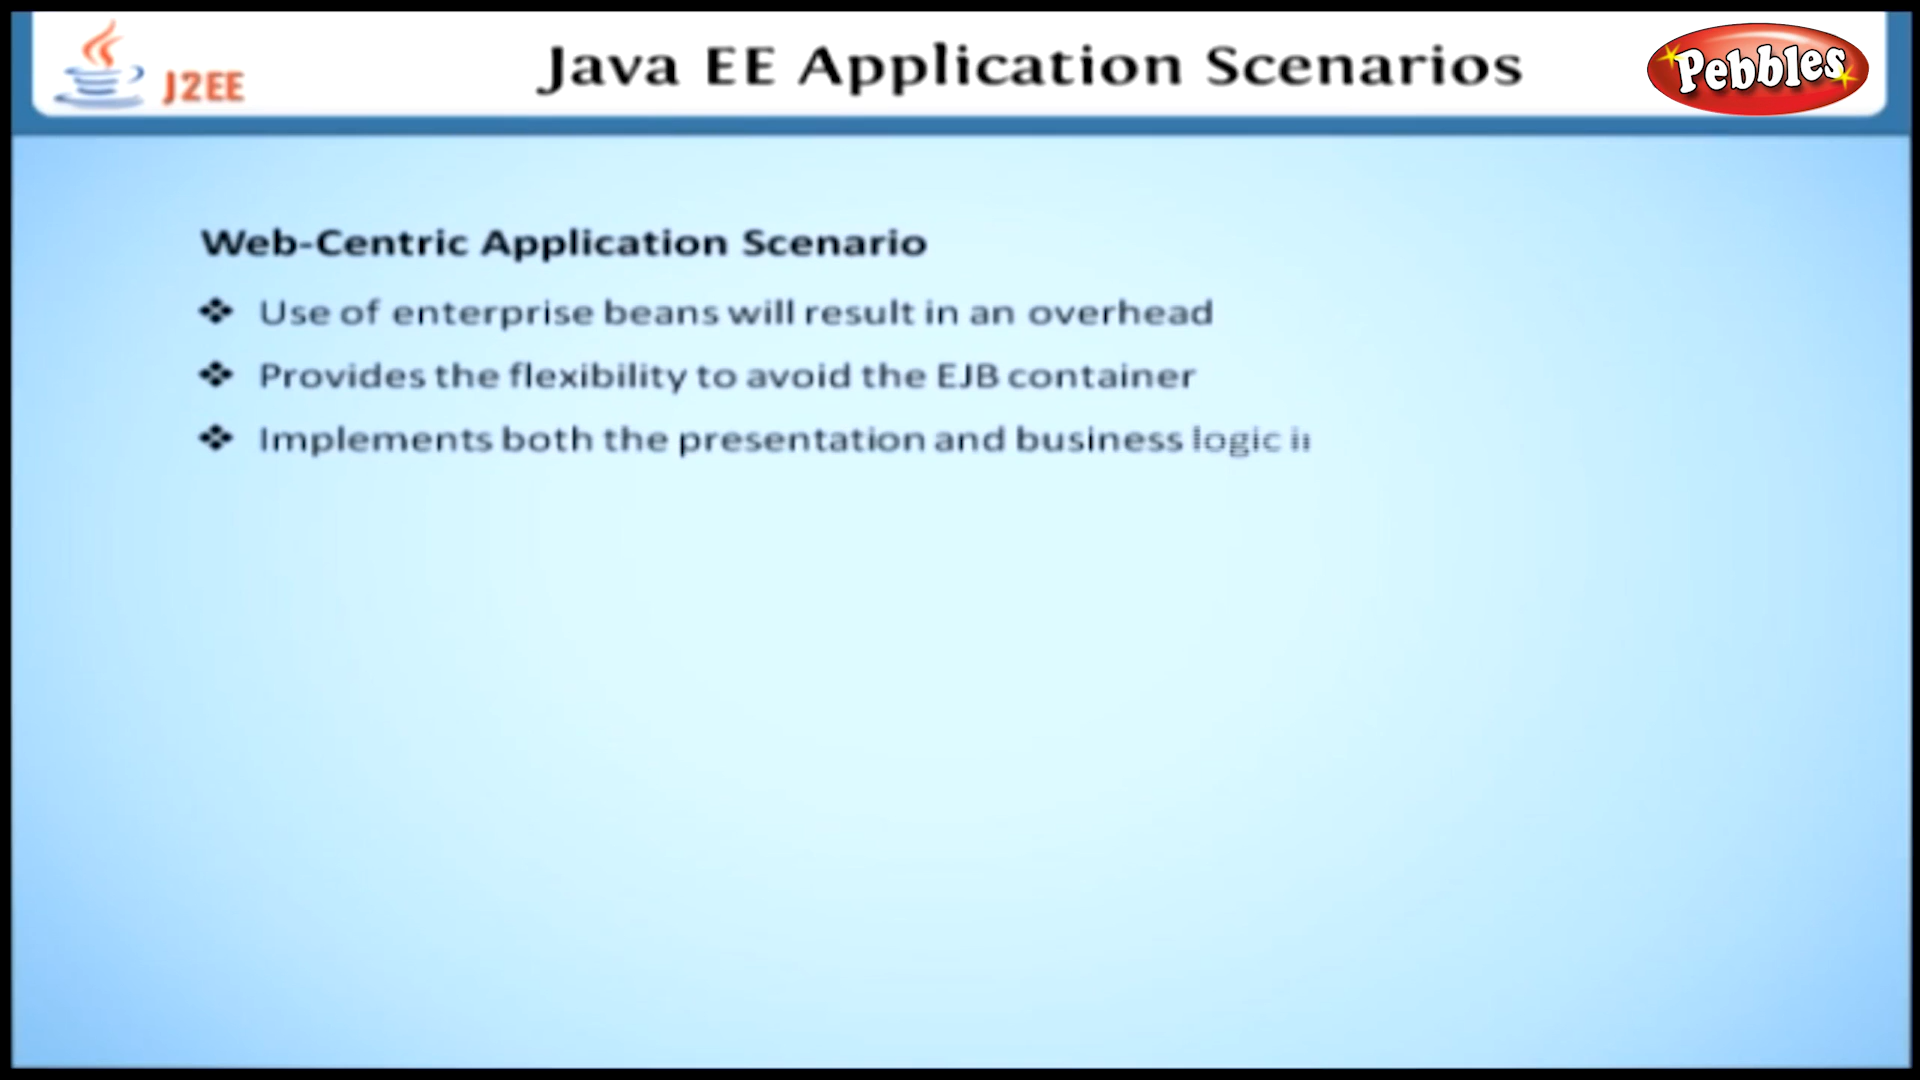 J2EE
Java EE Application Scenarios
Pebbles
Web-Centric Application Scenario
❖ Use of enterprise beans will result in an overhead
❖ Provides the flexibility to avoid the EJB container
❖ Implements both the presentation and business logic